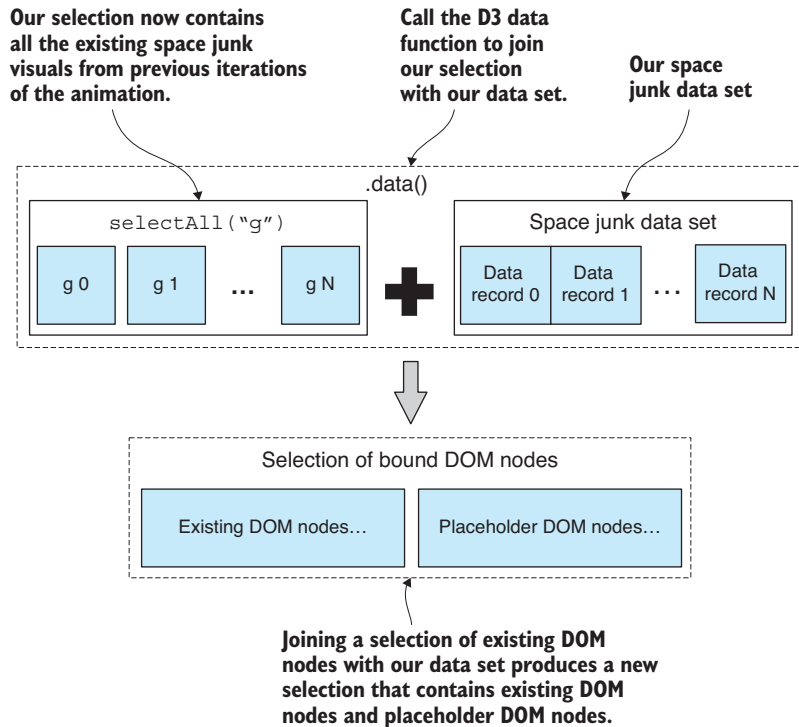 Our selection now contains
all the existing space junk
visuals from previous iterations
of the animation.
Call the D3 data
function to join
our selection
with our data set.
Our space
junk data set
.data()
selectAll(“g”)
g 0
g 1
...
g N
Space junk data set
Data
record 0
Data
record 1
...
Data
record N
Selection of bound DOM nodes
Existing DOM nodes…
Placeholder DOM nodes…
Joining a selection of existing DOM
nodes with our data set produces a new
selection that contains existing DOM
nodes and placeholder DOM nodes.